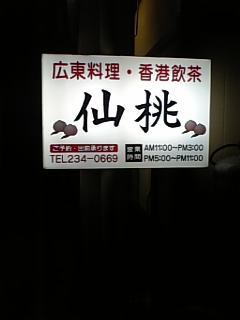 広東料理・香港飲茶
仙桃
ご予約・出前承ります
TEL234-0669
営業時間
AM11:00~PM3:00
PM5:00~PM11:00